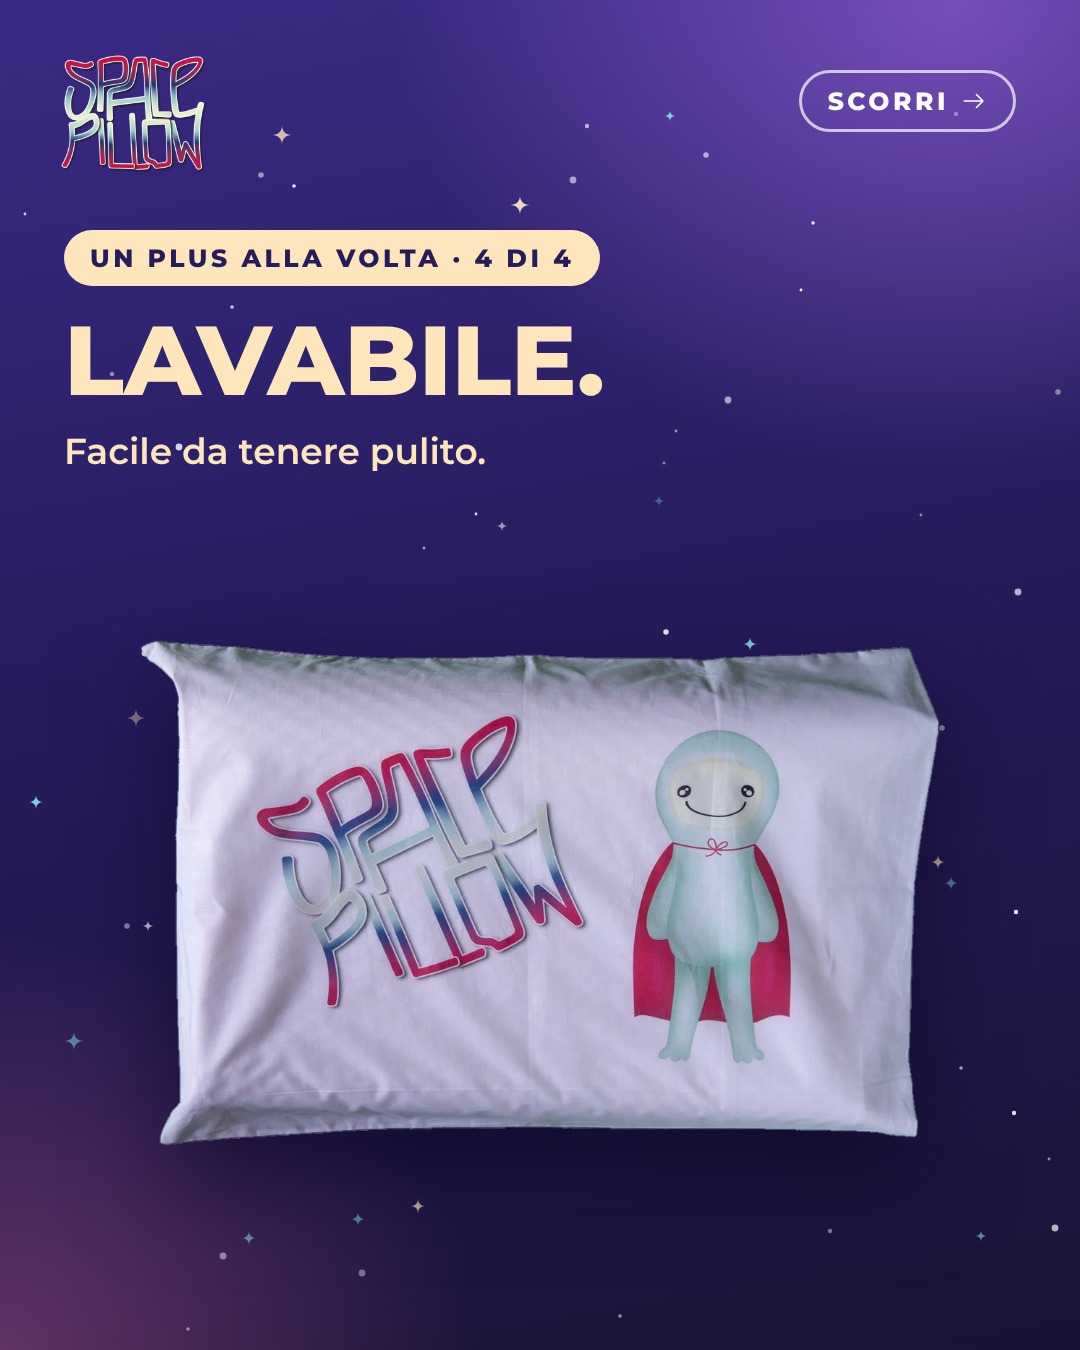 SPACE
PILLOW
SCORRI →
UN PLUS ALLA VOLTA · 4 DI 4
LAVABILE.
Facile da tenere pulito.
SPACE
PILLOW